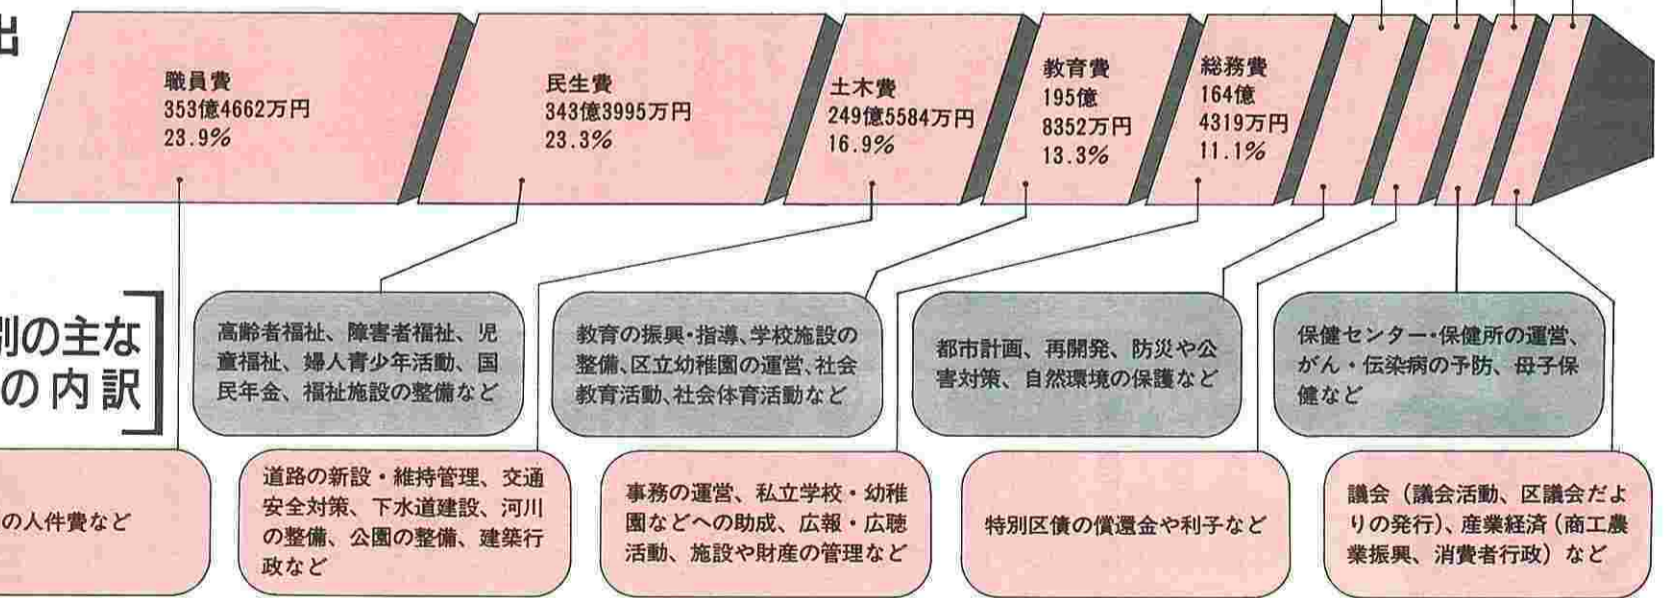 出
職員費
353億4662万円
23.9%
民生費
343億3995万円
23.3%
土木費
249億5584万円
16.9%
教育費
195億
8352万円
13.3%
総務費
164億
4319万円
11.1%
別の主な
の内訳
高齢者福祉、障害者福祉、児
童福祉、婦人青少年活動、国
民年金、福祉施設の整備など
教育の振興・指導、学校施設の
整備、区立幼稚園の運営、社会
教育活動、社会体育活動など
都市計画、再開発、防災や公
害対策、自然環境の保護など
保健センター・保健所の運営、
がん・伝染病の予防、母子保
健など
の人件費など
道路の新設・維持管理、交通
安全対策、下水道建設、河川
の整備、公園の整備、建築行
政など
事務の運営、私立学校・幼稚
園などへの助成、広報・広聴
活動、施設や財産の管理など
特別区債の償還金や利子など
議会（議会活動、区議会だよ
りの発行）、産業経済（商工農
業振興、消費者行政）など